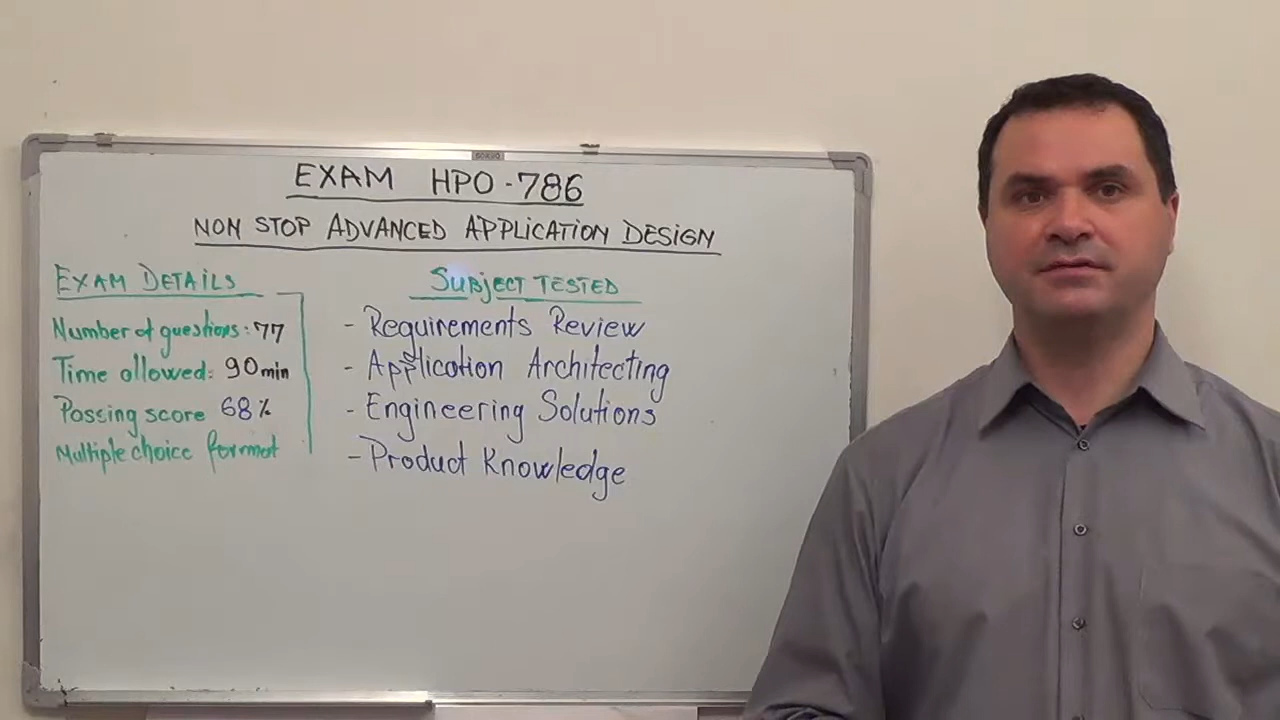 EXAM HPO-786
NON STOP ADVANCED APPLICATION DESIGN
EXAM DETAILS
Number of questions: 77
Time allowed: 90 min
Passing score 68%
Multiple choice format
SUBJECT TESTED
- Requirements Review
- Application Architecting
- Engineering Solutions
- Product Knowledge